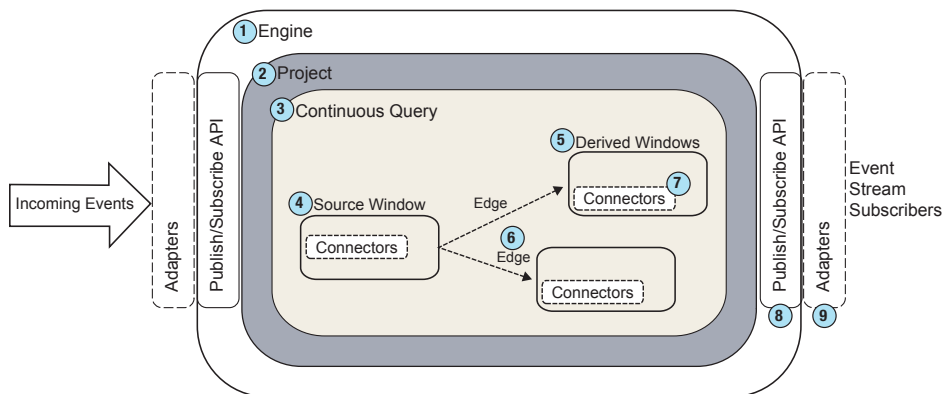 1 Engine
2 Project
3 Continuous Query
5 Derived Windows
7
Connectors
4 Source Window
Edge
Connectors
6
Edge
Connectors
Incoming Events
Adapters
Publish/Subscribe API
Publish/Subscribe API
8
Adapters
9
Event
Stream
Subscribers